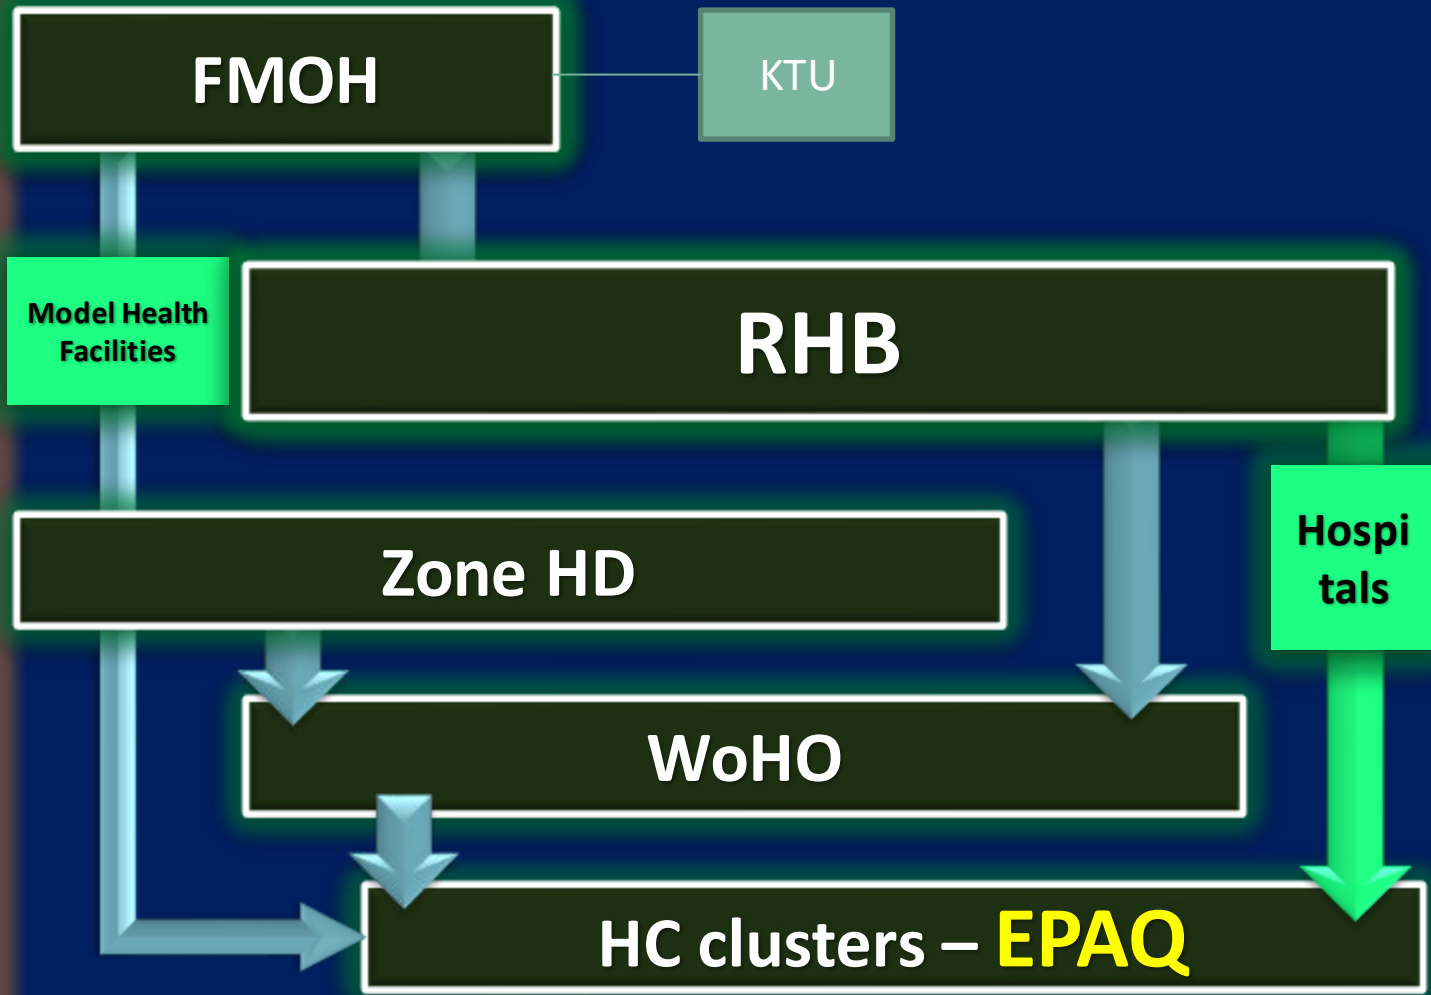 FMOH
KTU
Model Health
Facilities
RHB
Zone HD
Hospi
tals
WoHO
HC clusters – EPAQ